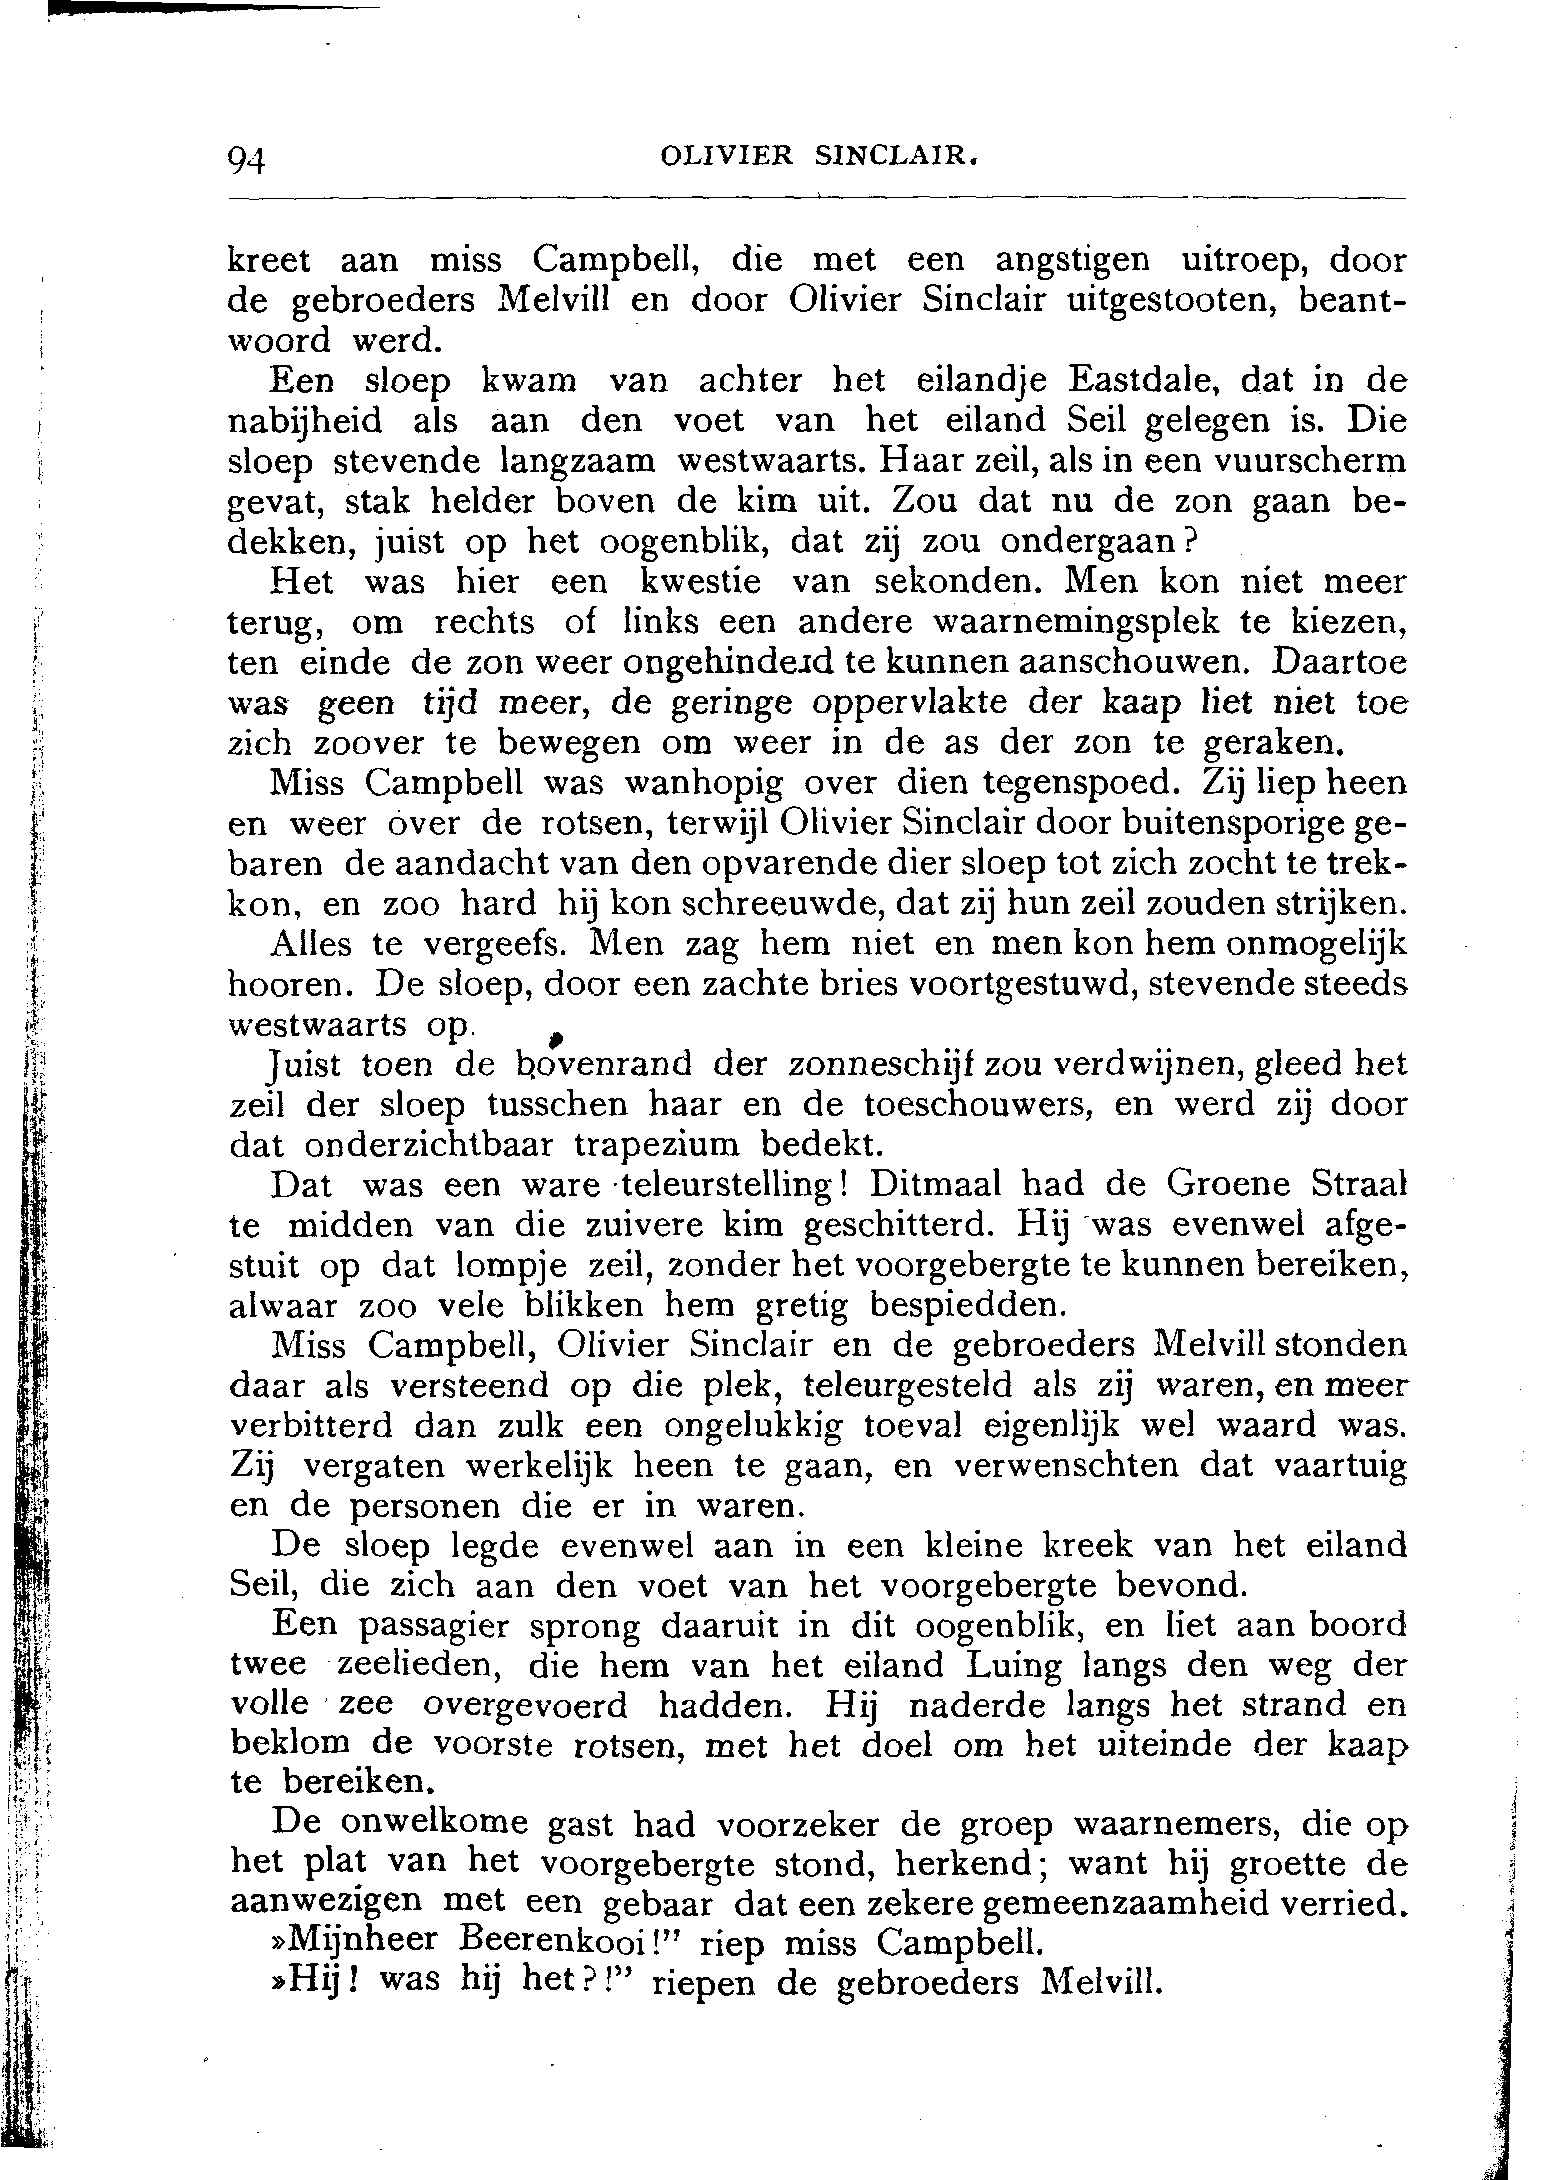 94 OLIVIER SINCLAIR.
kreet aan miss Campbell, die met een angstigen uitroep, door
de gebroeders Melvill en door Olivier Sinclair uitgestooten, beant-
woord werd.
Een sloep kwam van achter het eilandje Eastdale, dat in de
nabijheid als aan den voet van het eiland Seil gelegen is. Die
sloep stevende langzaam westwaarts. Haar zeil, als in een vuurscherm
gevat, stak helder boven de kim uit. Zou dat nu de zon gaan be-
dekken, juist op het oogenblik, dat zij zou ondergaan?
Het was hier een kwestie van sekonden. Men kon niet meer
terug, om rechts of links een andere waarnemingsplek te kiezen,
ten einde de zon weer ongehinderd te kunnen aanschouwen. Daartoe
was geen tijd meer, de geringe oppervlakte der kaap liet niet toe
zich zoover te bewegen om weer in de as der zon te geraken.
Miss Campbell was wanhopig over dien tegenspoed. Zij liep heen
en weer over de rotsen, terwijl Olivier Sinclair door buitensporige ge-
baren de aandacht van den opvarende dier sloep tot zich zocht te trek-
kon, en zoo hard hij kon schreeuwde, dat zij hun zeil zouden strijken.
Alles te vergeefs. Men zag hem niet en men kon hem onmogelijk
hooren. De sloep, door een zachte bries voortgestuwd, stevende steeds
westwaarts op.
Juist toen de bovenrand der zonneschijf zou verdwijnen, gleed het
zeil der sloep tusschen haar en de toeschouwers, en werd zij door
dat onderzichtbaar trapezium bedekt.
Dat was een ware teleurstelling! Ditmaal had de Groene Straal
te midden van die zuivere kim geschitterd. Hij was evenwel afge-
stuit op dat lompje zeil, zonder het voorgebergte te kunnen bereiken,
alwaar zoo vele blikken hem gretig bespiedden.
Miss Campbell, Olivier Sinclair en de gebroeders Melvill stonden
daar als versteend op die plek, teleurgesteld als zij waren, en meer
verbitterd dan zulk een ongelukkig toeval eigenlijk wel waard was.
Zij vergaten werkelijk heen te gaan, en verwenschten dat vaartuig
en de personen die er in waren.
De sloep legde evenwel aan in een kleine kreek van het eiland
Seil, die zich aan den voet van het voorgebergte bevond.
Een passagier sprong daaruit in dit oogenblik, en liet aan boord
twee zeelieden, die hem van het eiland Luing langs den weg der
volle zee overgevoerd hadden. Hij naderde langs het strand en
beklom de voorste rotsen, met het doel om het uiteinde der kaap
te bereiken.
De onwelkome gast had voorzeker de groep waarnemers, die op
het plat van het voorgebergte stond, herkend; want hij groette de
aanwezigen met een gebaar dat een zekere gemeenzaamheid verried.
»Mijnheer Beerenkooi!” riep miss Campbell.
»Hij! was hij het?!” riepen de gebroeders Melvill.